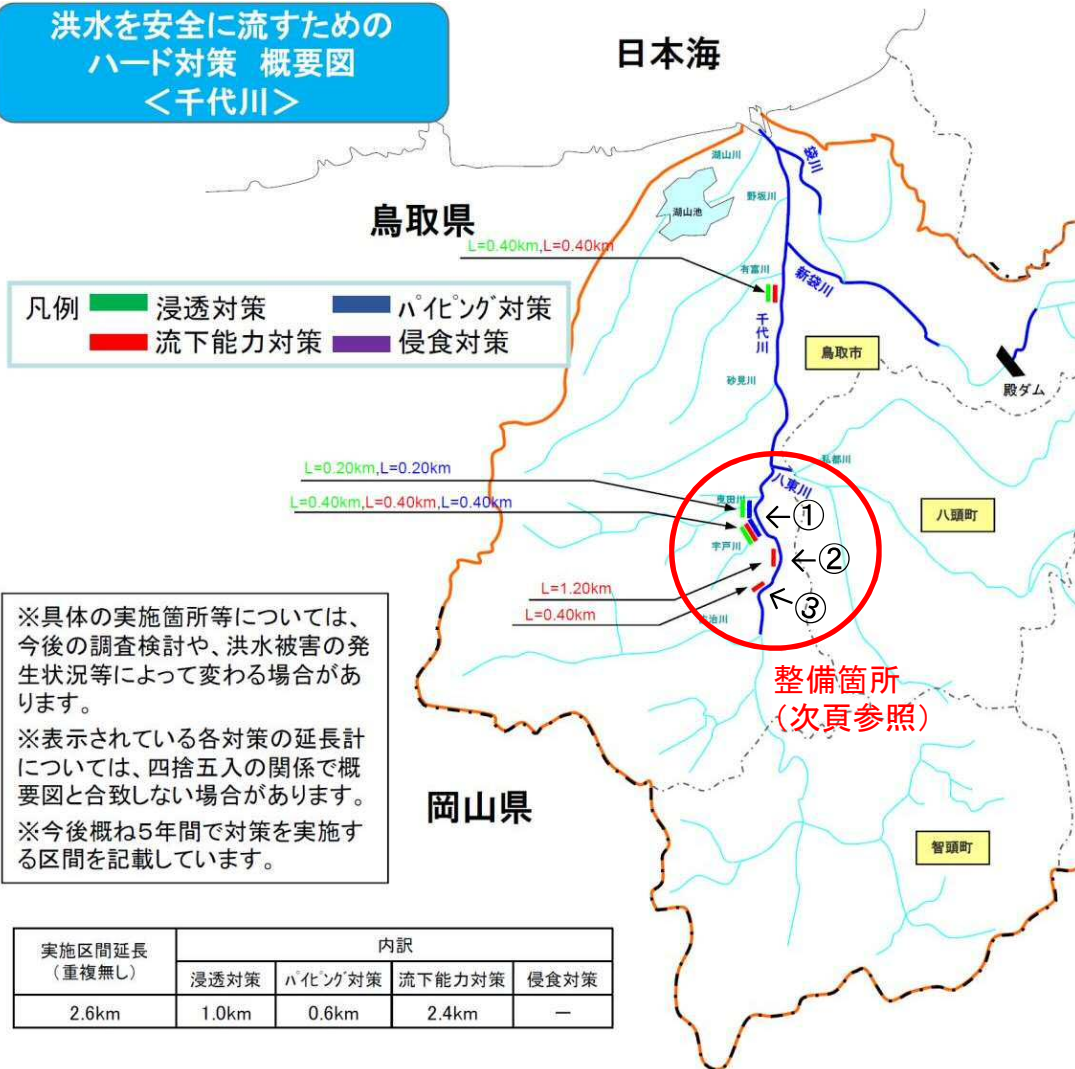 洪水を安全に流すための
ハード対策 概要図
＜千代川＞
日本海
鳥取県
岡山県
凡例
浸透対策
パイピング対策
流下能力対策
侵食対策
湖山川
湖山池
野坂川
袋川
L=0.40km,L=0.40km
有富川
新袋川
千代川
鳥取市
殿ダム
砂見川
私都川
八東川
L=0.20km,L=0.20km
L=0.40km,L=0.40km,L=0.40km
八頭町
←①
←②
←③
L=1.20km
L=0.40km
整備箇所
(次頁参照)
智頭町
※具体の実施箇所等については、
今後の調査検討や、洪水被害の発
生状況等によって変わる場合があ
ります。
※表示されている各対策の延長計
については、四捨五入の関係で概
要図と合致しない場合があります。
※今後概ね5年間で対策を実施す
る区間を記載しています。
実施区間延長
(重複無し)
内訳
浸透対策 パイピング対策 流下能力対策 侵食対策
2.6km 1.0km 0.6km 2.4km －